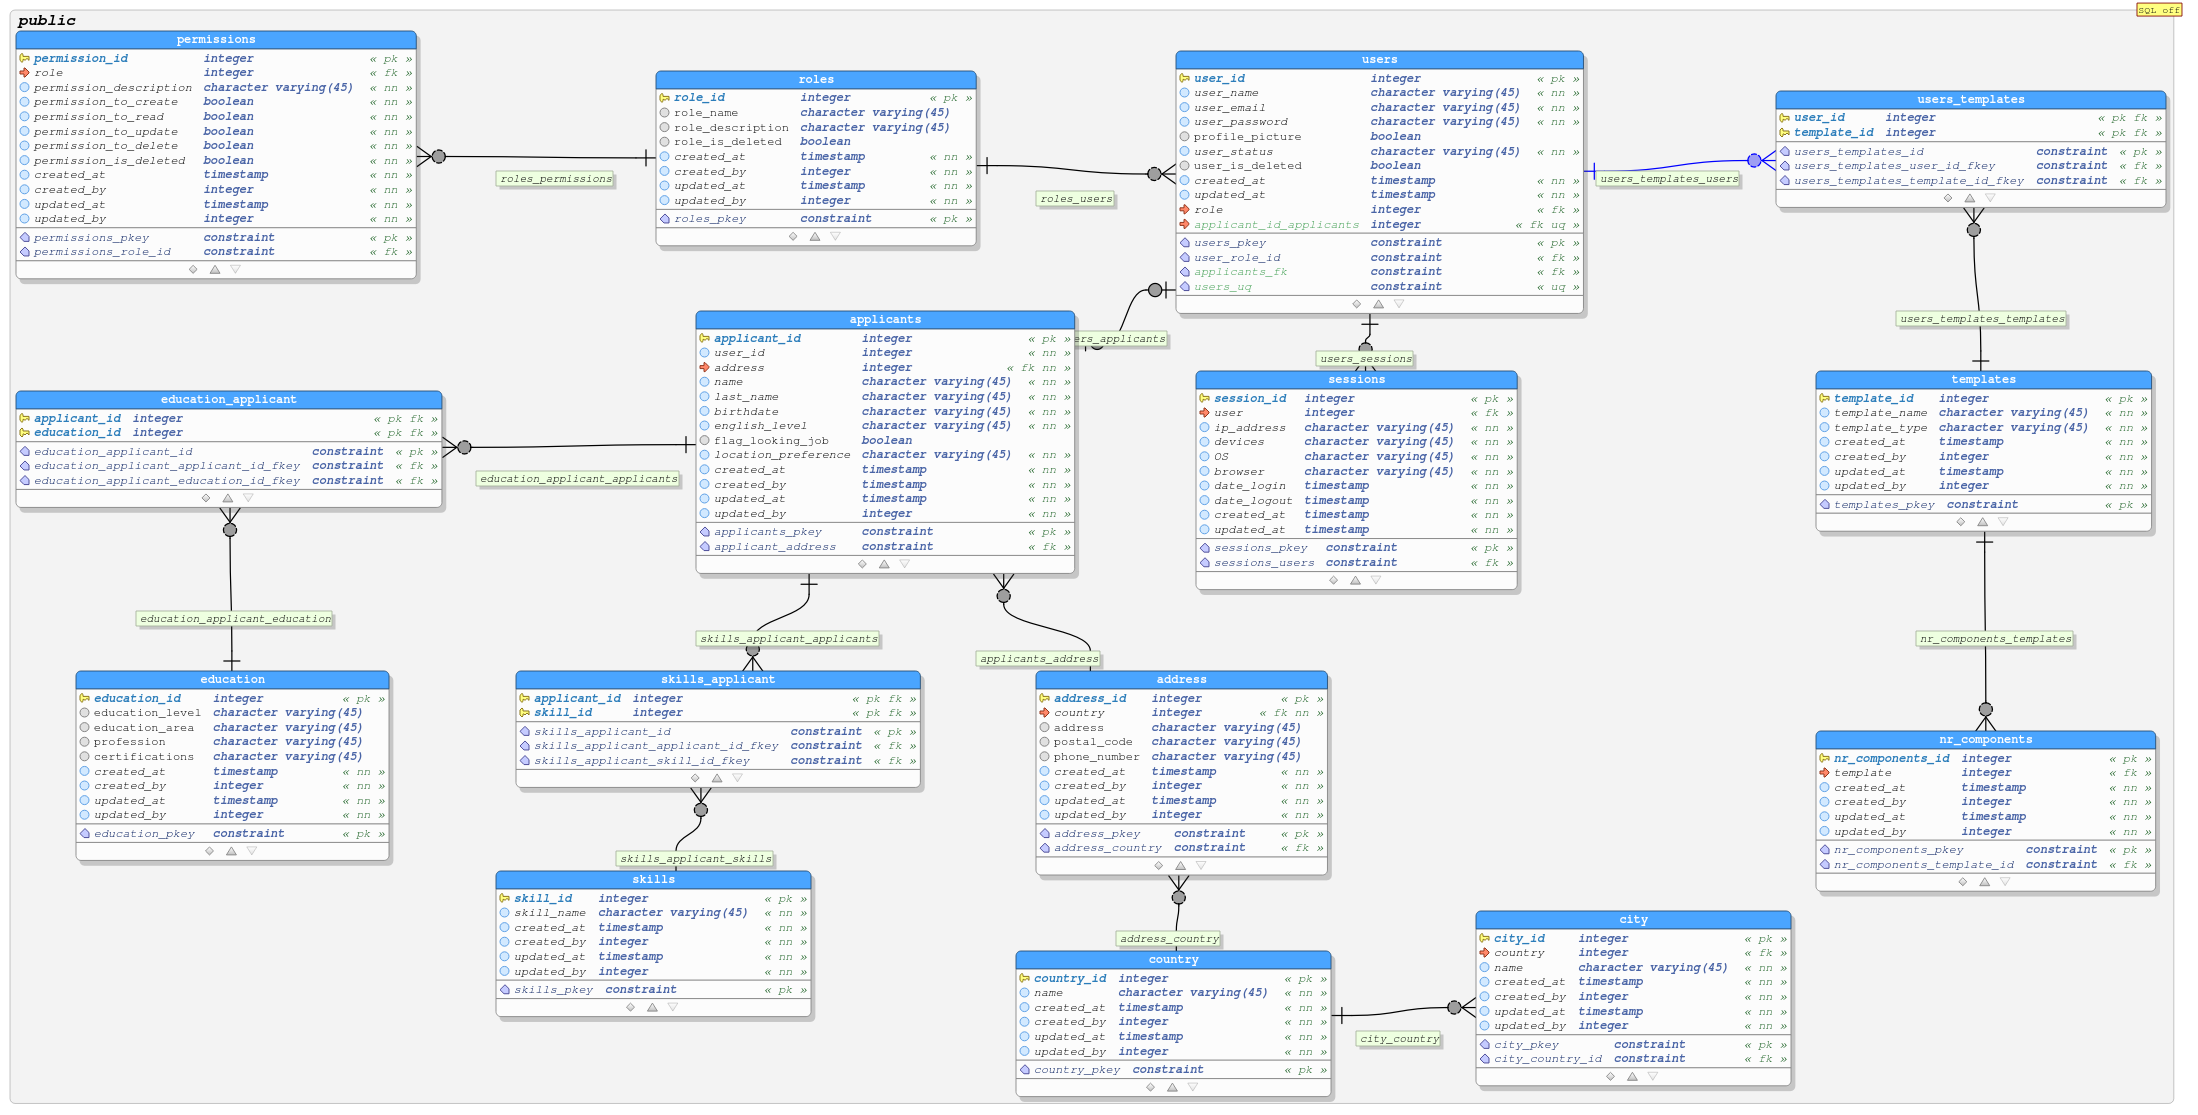 public
SQL off
permissions
permission_id integer « pk »
role integer « fk »
permission_description character varying(45) « nn »
permission_to_create boolean « nn »
permission_to_read boolean « nn »
permission_to_update boolean « nn »
permission_to_delete boolean « nn »
permission_is_deleted boolean « nn »
created_at timestamp « nn »
created_by integer « nn »
updated_at timestamp « nn »
updated_by integer « nn »
permissions_pkey constraint « pk »
permissions_role_id constraint « fk »
roles_permissions
roles
role_id integer « pk »
role_name character varying(45)
role_description character varying(45)
role_is_deleted boolean
created_at timestamp « nn »
created_by integer « nn »
updated_at timestamp « nn »
updated_by integer « nn »
roles_pkey constraint « pk »
roles_users
users
user_id integer « pk »
user_name character varying(45) « nn »
user_email character varying(45) « nn »
user_password character varying(45) « nn »
profile_picture boolean
user_status character varying(45) « nn »
user_is_deleted boolean
created_at timestamp « nn »
updated_at timestamp « nn »
role integer « fk »
applicant_id_applicants integer « fk uq »
users_pkey constraint « pk »
user_role_id constraint « fk »
applicants_fk constraint « fk »
users_uq constraint « uq »
users_templates_users
users_templates
user_id integer « pk fk »
template_id integer « pk fk »
users_templates_id constraint « pk »
users_templates_user_id_fkey constraint « fk »
users_templates_template_id_fkey constraint « fk »
users_templates_templates
ers_applicants
users_sessions
applicants
applicant_id integer « pk »
user_id integer « nn »
address integer « fk nn »
name character varying(45) « nn »
last_name character varying(45) « nn »
birthdate character varying(45) « nn »
english_level character varying(45) « nn »
flag_looking_job boolean
location_preference character varying(45) « nn »
created_at timestamp « nn »
created_by integer « nn »
updated_at timestamp « nn »
updated_by integer « nn »
applicants_pkey constraint « pk »
applicant_address constraint « fk »
education_applicant
applicant_id integer « pk fk »
education_id integer « pk fk »
education_applicant_id constraint « pk »
education_applicant_applicant_id_fkey constraint « fk »
education_applicant_education_id_fkey constraint « fk »
education_applicant_applicants
sessions
session_id integer « pk »
user integer « fk »
ip_address character varying(45) « nn »
devices character varying(45) « nn »
OS character varying(45) « nn »
browser character varying(45) « nn »
date_login timestamp « nn »
date_logout timestamp « nn »
created_at timestamp « nn »
updated_at timestamp « nn »
sessions_pkey constraint « pk »
sessions_users constraint « fk »
templates
template_id integer « pk »
template_name character varying(45) « nn »
template_type character varying(45) « nn »
created_at timestamp « nn »
created_by integer « nn »
updated_at timestamp « nn »
updated_by integer « nn »
templates_pkey constraint « pk »
education_applicant_education
skills_applicant_applicants
applicants_address
nr_components_templates
education
education_id integer « pk »
education_level character varying(45)
education_area character varying(45)
profession character varying(45)
certifications character varying(45)
created_at timestamp « nn »
created_by integer « nn »
updated_at timestamp « nn »
updated_by integer « nn »
education_pkey constraint « pk »
skills_applicant
applicant_id integer « pk fk »
skill_id integer « pk fk »
skills_applicant_id constraint « pk »
skills_applicant_applicant_id_fkey constraint « fk »
skills_applicant_skill_id_fkey constraint « fk »
skills_applicant_skills
address
address_id integer « pk »
country integer « fk nn »
address character varying(45)
postal_code character varying(45)
phone_number character varying(45)
created_at timestamp « nn »
created_by integer « nn »
updated_at timestamp « nn »
updated_by integer « nn »
address_pkey constraint « pk »
address_country constraint « fk »
nr_components
nr_components_id integer « pk »
template integer « fk »
created_at timestamp « nn »
created_by integer « nn »
updated_at timestamp « nn »
updated_by integer « nn »
nr_components_pkey constraint « pk »
nr_components_template_id constraint « fk »
skills
skill_id integer « pk »
skill_name character varying(45) « nn »
created_at timestamp « nn »
created_by integer « nn »
updated_at timestamp « nn »
updated_by integer « nn »
skills_pkey constraint « pk »
address_country
country
country_id integer « pk »
name character varying(45) « nn »
created_at timestamp « nn »
created_by integer « nn »
updated_at timestamp « nn »
updated_by integer « nn »
country_pkey constraint « pk »
city_country
city
city_id integer « pk »
country integer « fk »
name character varying(45) « nn »
created_at timestamp « nn »
created_by integer « nn »
updated_at timestamp « nn »
updated_by integer « nn »
city_pkey constraint « pk »
city_country_id constraint « fk »